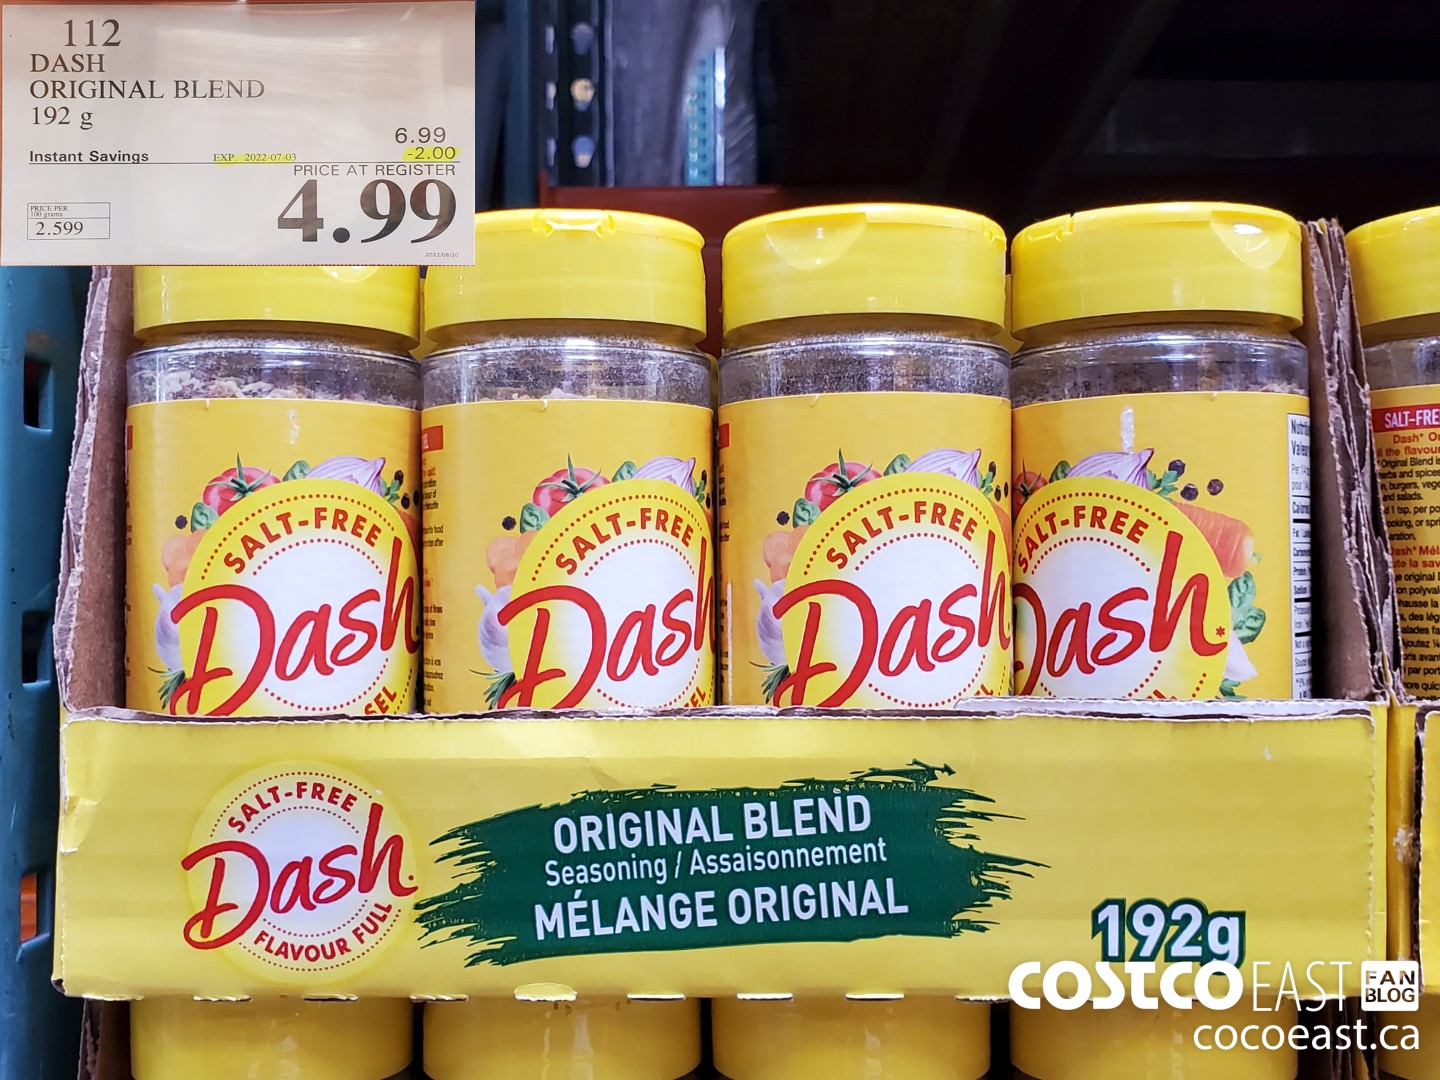 112
DASH
ORIGINAL BLEND
192 g
6.99
Instant Savings EXP. 2022-07-03 -2.00
PRICE AT REGISTER
4.99
PRICE PER
100 grams
2.599
2022/06/20
SALT-FREE
Dash
SEL
SALT-FREE
Dash
SEL
SALT-FREE
Dash.
SEL
SALT-FREE
Dash.*
SALT-FREE
Dash.
FLAVOUR FULL
ORIGINAL BLEND
Seasoning / Assaisonnement
MÉLANGE ORIGINAL
192g
COSTCO EAST FAN BLOG
cocoeast.ca